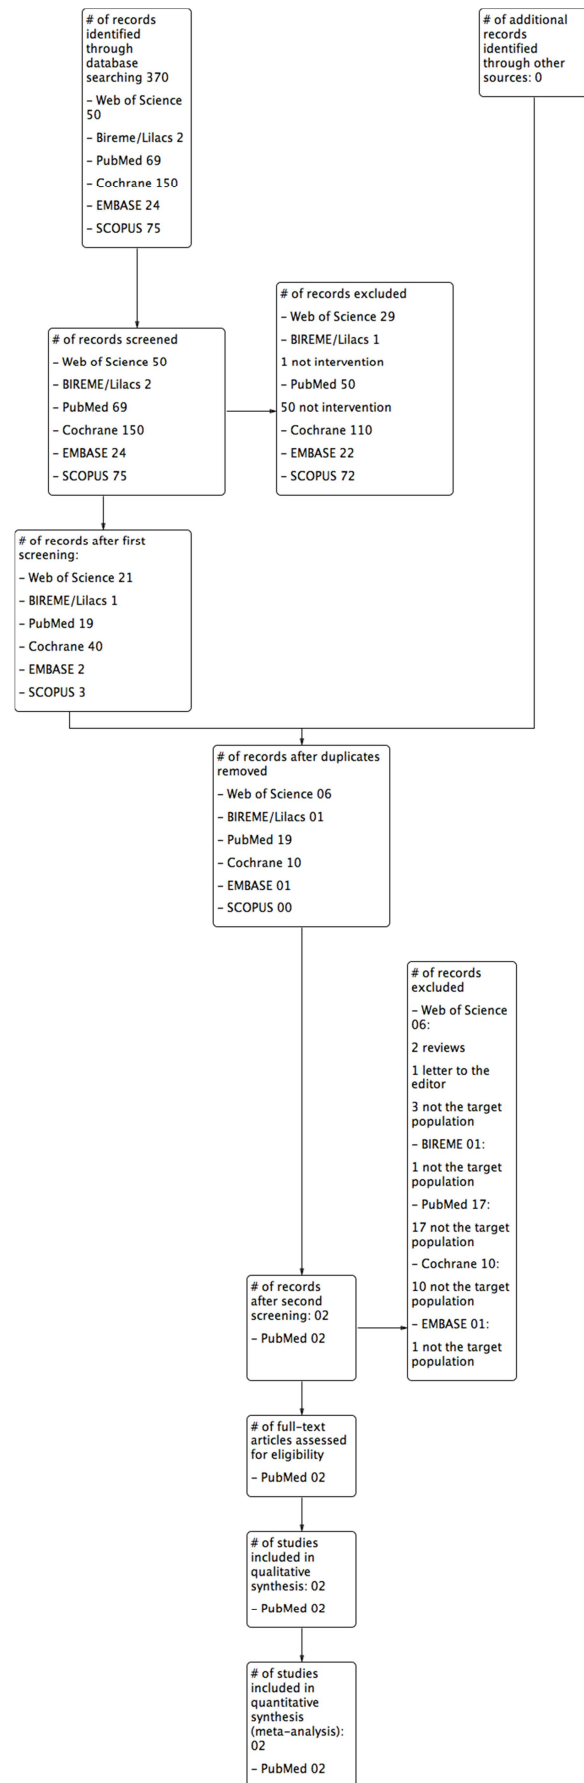 # of records
identified
through
database
searching 370
– Web of Science
50
– Bireme/Lilacs 2
– PubMed 69
– Cochrane 150
– EMBASE 24
– SCOPUS 75
# of additional
records
identified
through other
sources: 0
# of records screened
– Web of Science 50
– BIREME/Lilacs 2
– PubMed 69
– Cochrane 150
– EMBASE 24
– SCOPUS 75
# of records excluded
– Web of Science 29
– BIREME/Lilacs 1
1 not intervention
– PubMed 50
50 not intervention
– Cochrane 110
– EMBASE 22
– SCOPUS 72
# of records after first
screening:
– Web of Science 21
– BIREME/Lilacs 1
– PubMed 19
– Cochrane 40
– EMBASE 2
– SCOPUS 3
# of records after duplicates
removed
– Web of Science 06
– BIREME/Lilacs 01
– PubMed 19
– Cochrane 10
– EMBASE 01
– SCOPUS 00
# of records
excluded
– Web of Science
06:
2 reviews
1 letter to the
editor
3 not the target
population
– BIREME 01:
1 not the target
population
– PubMed 17:
17 not the target
population
– Cochrane 10:
10 not the target
population
– EMBASE 01:
1 not the target
population
# of records
after second
screening: 02
– PubMed 02
# of full-text
articles assessed
for eligibility
– PubMed 02
# of studies
included in
qualitative
synthesis: 02
– PubMed 02
# of studies
included in
quantitative
synthesis
(meta-analysis):
02
– PubMed 02